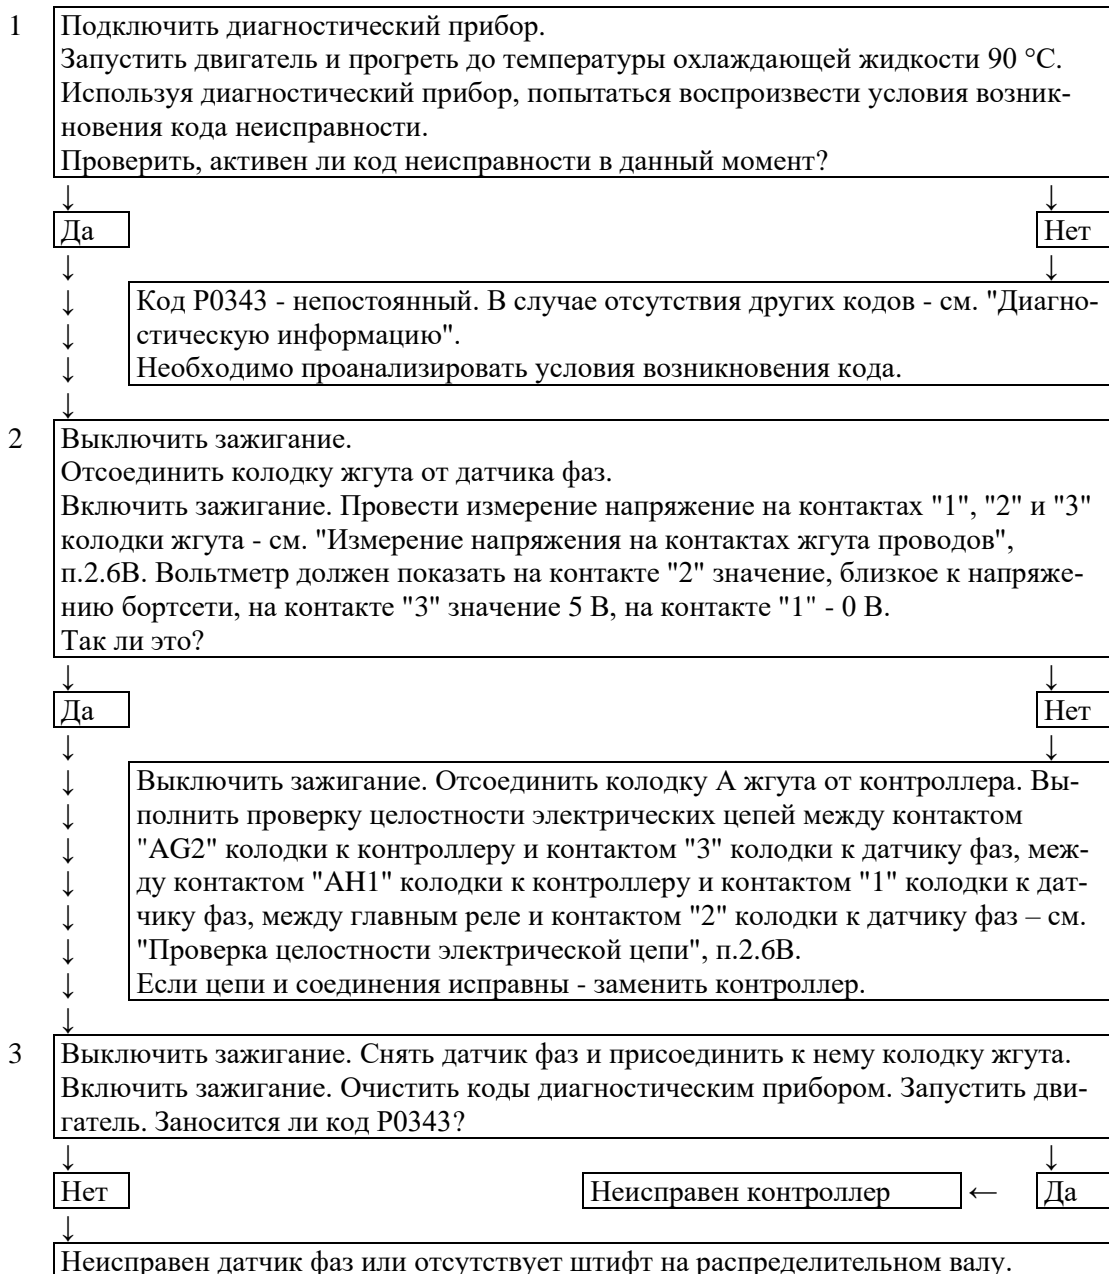 1 Подключить диагностический прибор.
Запустить двигатель и прогреть до температуры охлаждающей жидкости 90 °С.
Используя диагностический прибор, попытаться воспроизвести условия возник-
новения кода неисправности.
Проверить, активен ли код неисправности в данный момент?
↓ ↓
Да Нет
↓ ↓
↓ Код Р0343 - непостоянный. В случае отсутствия других кодов - см. "Диагно-
↓ стическую информацию".
↓ Необходимо проанализировать условия возникновения кода.
↓
2 Выключить зажигание.
Отсоединить колодку жгута от датчика фаз.
Включить зажигание. Провести измерение напряжение на контактах "1", "2" и "3"
колодки жгута - см. "Измерение напряжения на контактах жгута проводов",
п.2.6В. Вольтметр должен показать на контакте "2" значение, близкое к напряже-
нию бортсети, на контакте "3" значение 5 В, на контакте "1" - 0 В.
Так ли это?
↓ ↓
Да Нет
↓ ↓
↓ Выключить зажигание. Отсоединить колодку А жгута от контроллера. Вы-
↓ полнить проверку целостности электрических цепей между контактом
↓ "AG2" колодки к контроллеру и контактом "3" колодки к датчику фаз, меж-
↓ ду контактом "AH1" колодки к контроллеру и контактом "1" колодки к дат-
↓ чику фаз, между главным реле и контактом "2" колодки к датчику фаз – см.
↓ "Проверка целостности электрической цепи", п.2.6В.
↓ Если цепи и соединения исправны - заменить контроллер.
↓
3 Выключить зажигание. Снять датчик фаз и присоединить к нему колодку жгута.
Включить зажигание. Очистить коды диагностическим прибором. Запустить дви-
гатель. Заносится ли код Р0343?
↓ ↓
Нет Неисправен контроллер ← Да
↓
Неисправен датчик фаз или отсутствует штифт на распределительном валу.